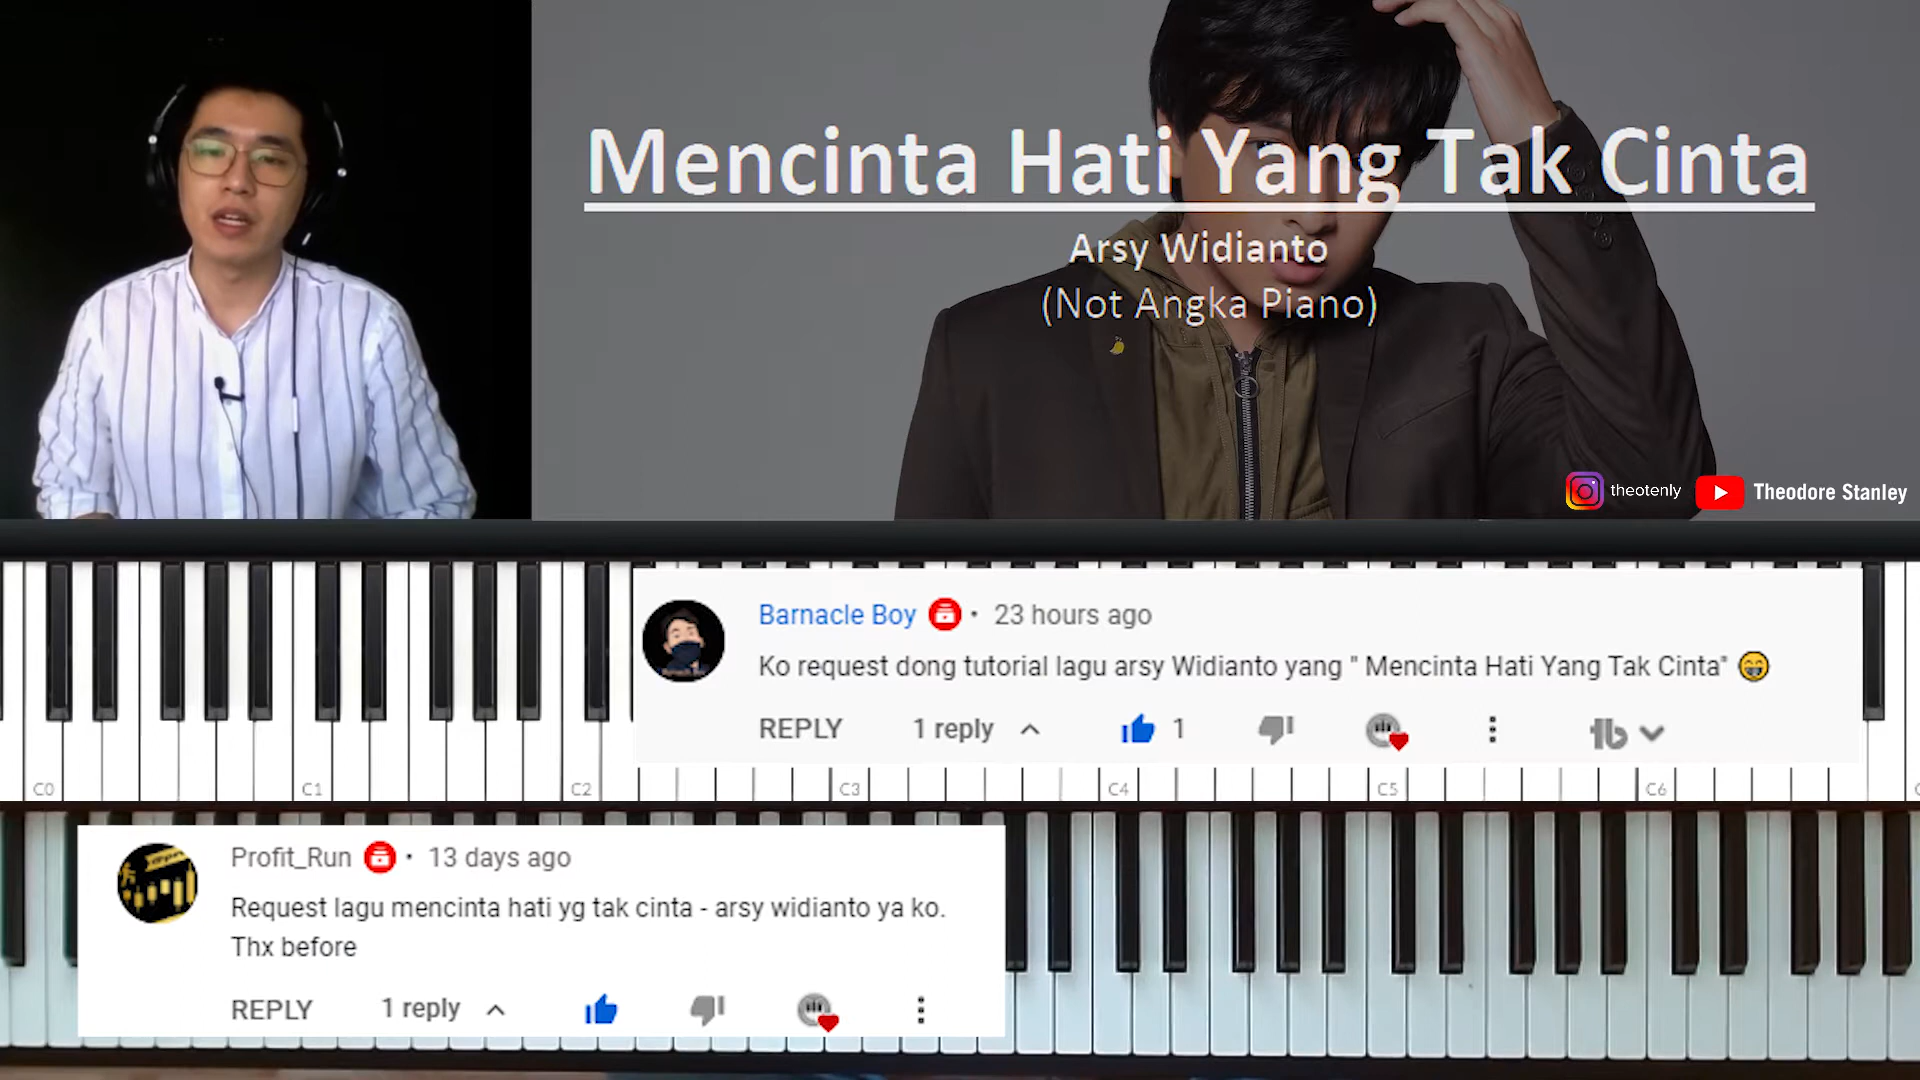 Mencinta Hati Yang Tak Cinta
Arsy Widianto
(Not Angka Piano)
theotenly
Theodore Stanley
Barnacle Boy • 23 hours ago
Ko request dong tutorial lagu arsy Widianto yang " Mencinta Hati Yang Tak Cinta" 😁
REPLY 1 reply 1
C0 C1 C2 C3 C4 C5 C6
Profit_Run • 13 days ago
Request lagu mencinta hati yg tak cinta - arsy widianto ya ko.
Thx before
REPLY 1 reply